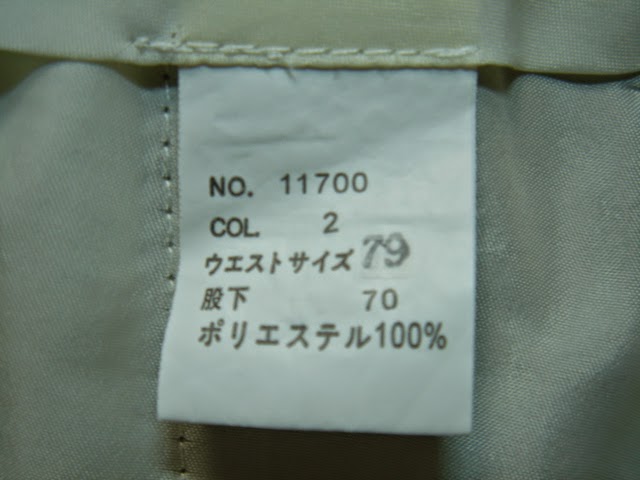 NO. 11700
COL. 2
ウエストサイズ 79
股下 70
ポリエステル100%